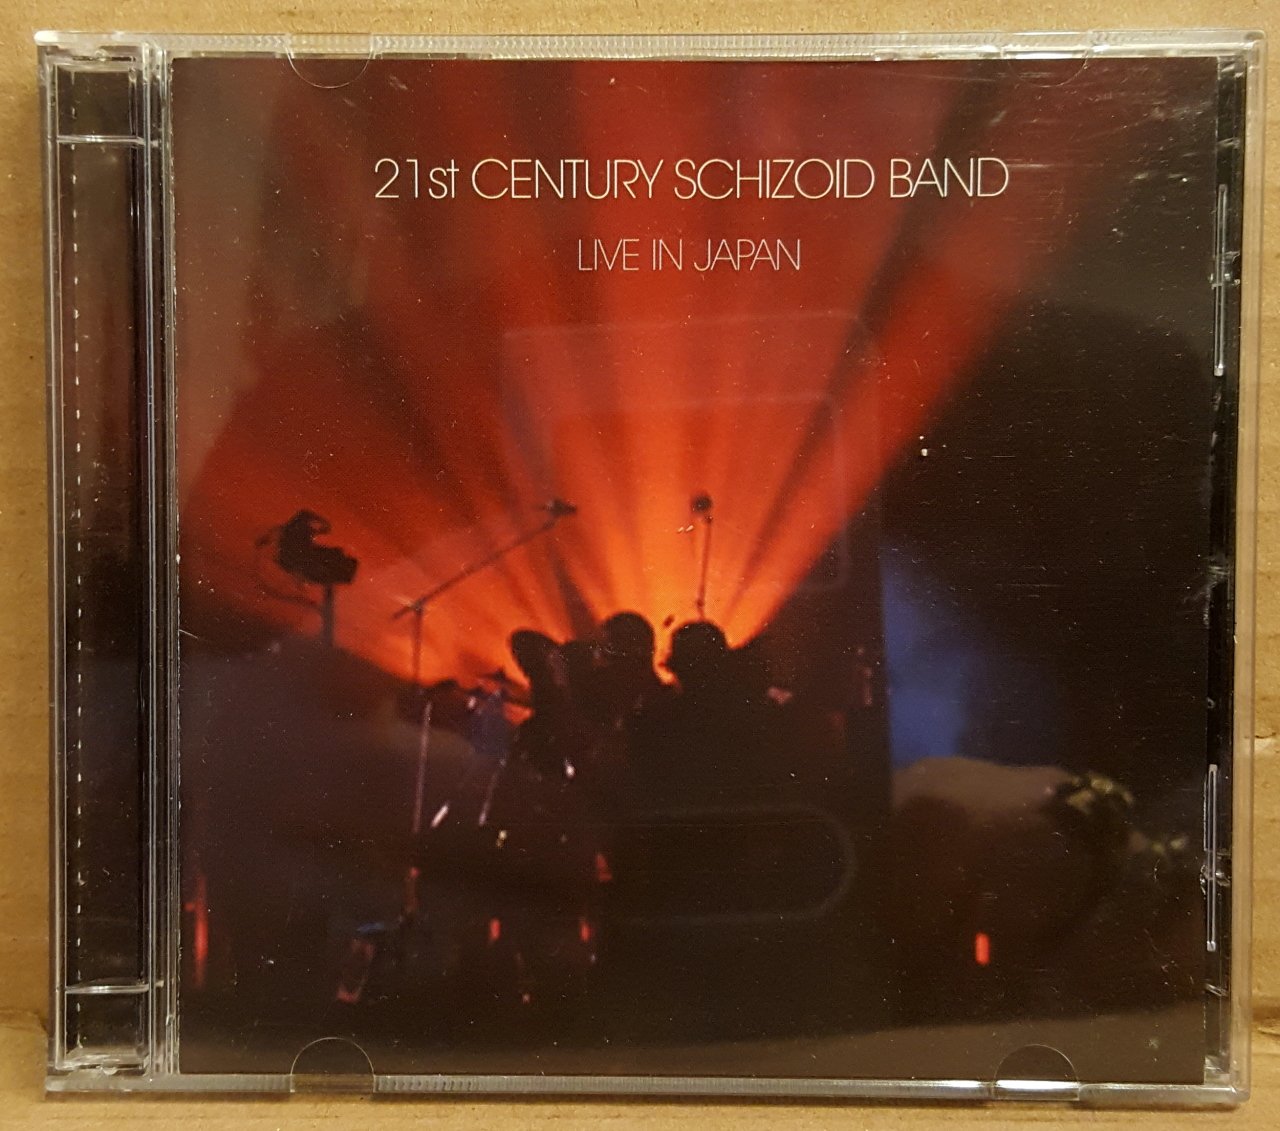 21st CENTURY SCHIZOID BAND
LIVE IN JAPAN